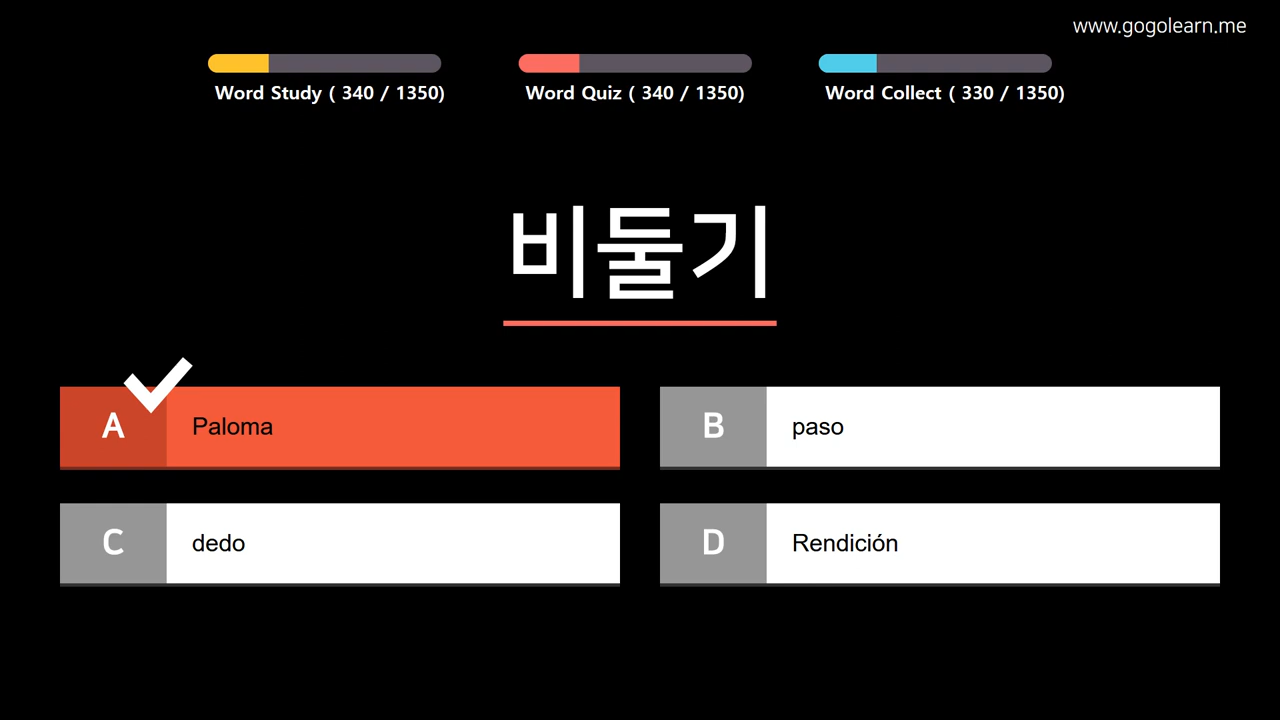 www.gogolearn.me
Word Study ( 340 / 1350)
Word Quiz ( 340 / 1350)
Word Collect ( 330 / 1350)
비둘기
A Paloma
B paso
C dedo
D Rendición